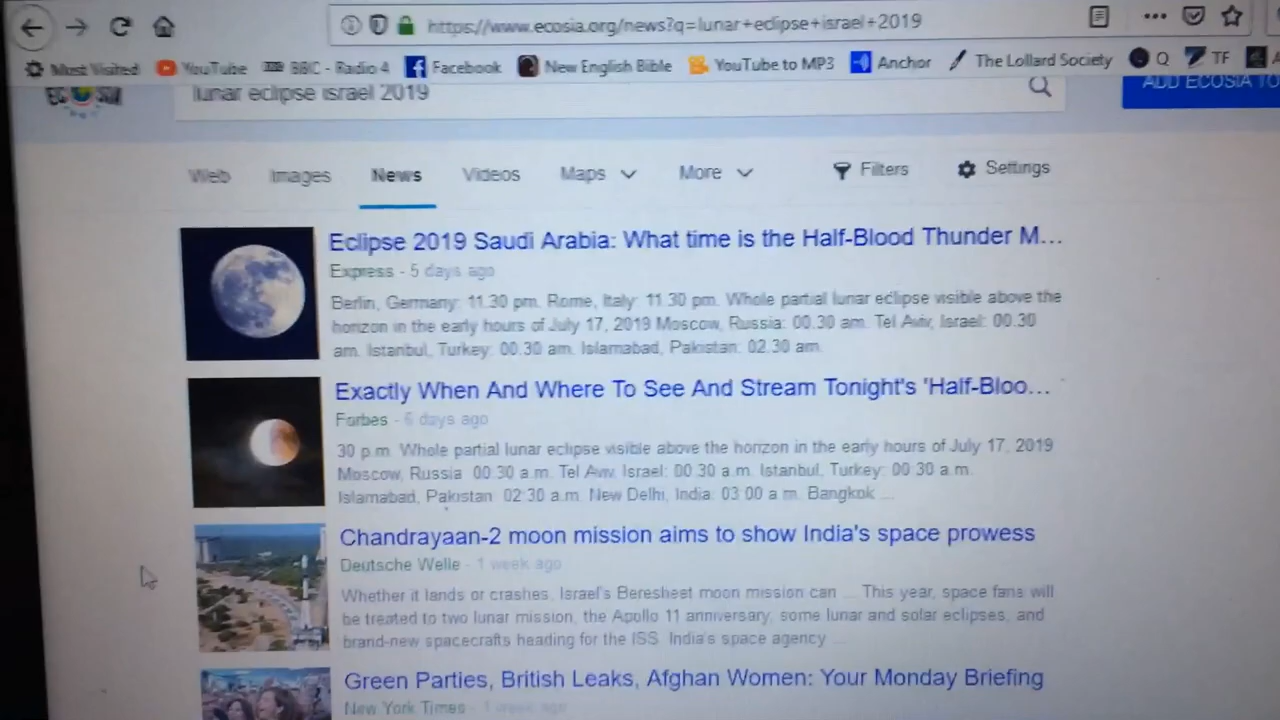 https://www.ecosia.org/news?q=lunar+eclipse+israel+2019
Most Visited YouTube BBC - Radio 4 Facebook New English Bible YouTube to MP3 Anchor The Lollard Society Q TF
lunar eclipse israel 2019
ADD ECOSIA TO
Web Images News Videos Maps More Filters Settings
Eclipse 2019 Saudi Arabia: What time is the Half-Blood Thunder M...
Express - 5 days ago
Berlin, Germany: 11.30 pm. Rome, Italy: 11.30 pm. Whole partial lunar eclipse visible above the
horizon in the early hours of July 17, 2019 Moscow, Russia: 00.30 am. Tel Aviv, Israel: 00.30
am. Istanbul, Turkey: 00.30 am. Islamabad, Pakistan: 02.30 am.
Exactly When And Where To See And Stream Tonight's 'Half-Bloo...
Forbes - 6 days ago
30 p.m. Whole partial lunar eclipse visible above the horizon in the early hours of July 17, 2019
Moscow, Russia 00:30 a.m. Tel Aviv, Israel: 00:30 a.m. Istanbul, Turkey: 00:30 a.m.
Islamabad, Pakistan 02:30 a.m. New Delhi, India: 03:00 a.m. Bangkok ...
Chandrayaan-2 moon mission aims to show India's space prowess
Deutsche Welle - 1 week ago
Whether it lands or crashes, Israel's Beresheet moon mission can ... This year, space fans will
be treated to two lunar mission, the Apollo 11 anniversary, some lunar and solar eclipses, and
brand-new spacecrafts heading for the ISS. India's space agency ...
Green Parties, British Leaks, Afghan Women: Your Monday Briefing
New York Times - 1 week ago